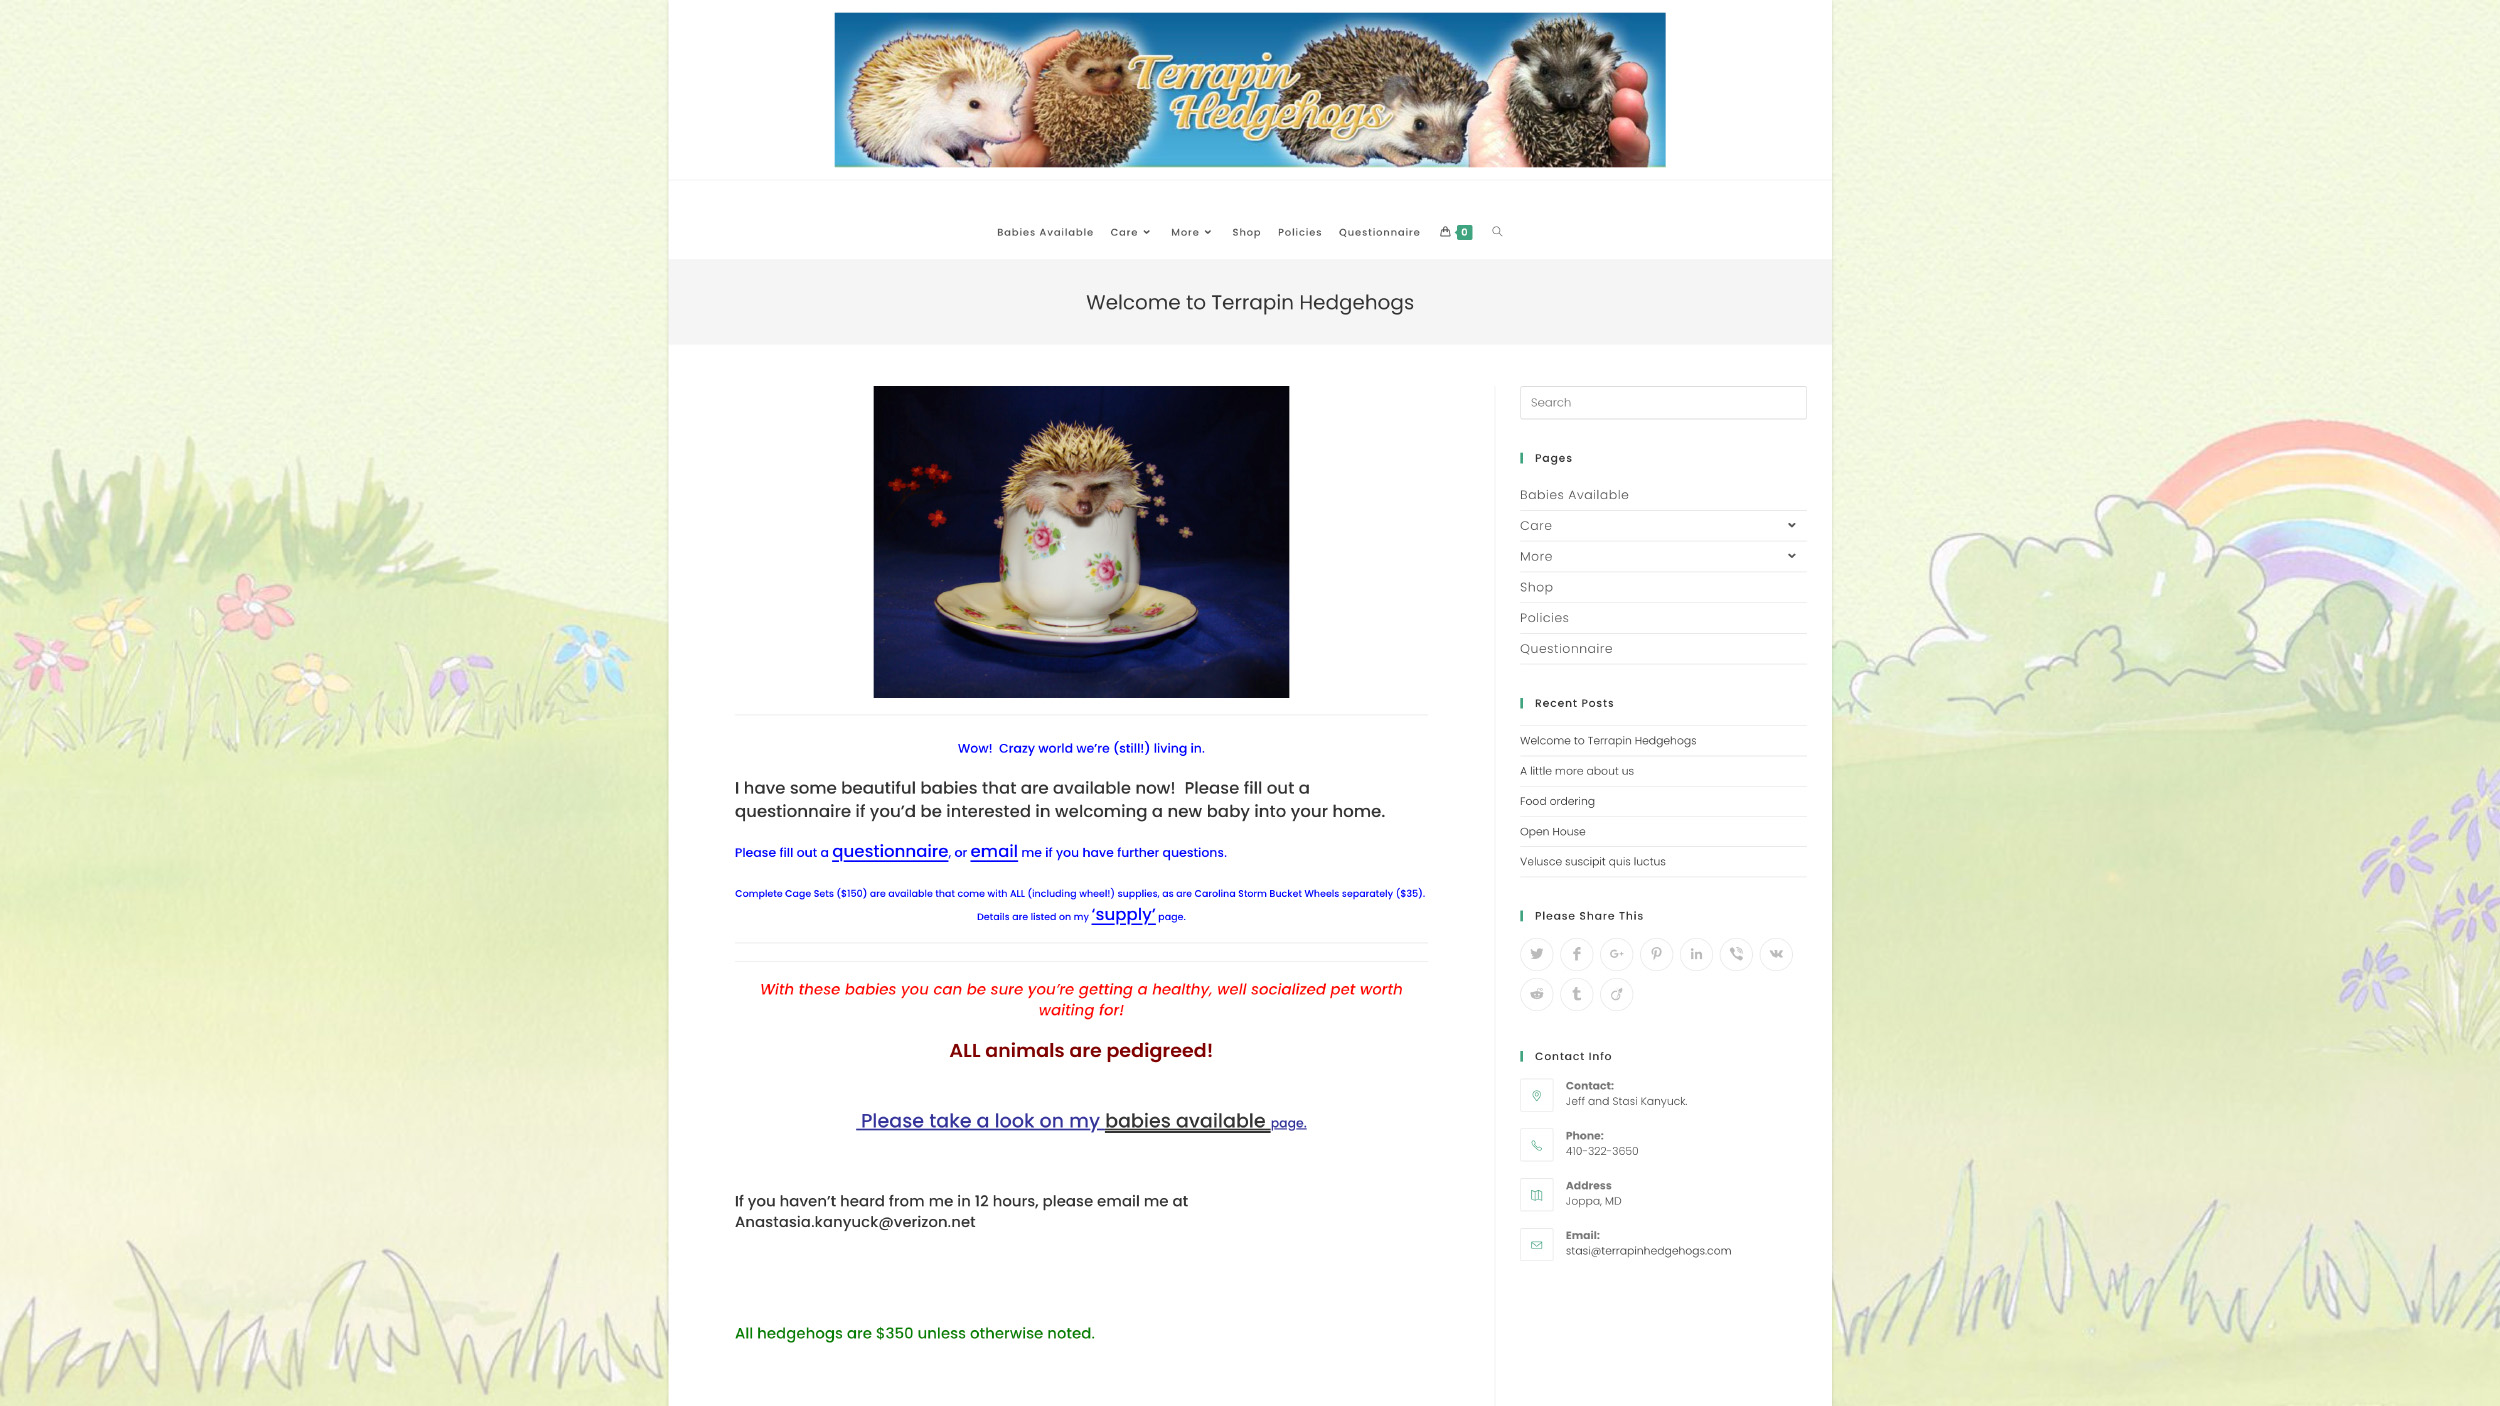 Terrapin
Hedgehogs
Babies Available Care More Shop Policies Questionnaire 0
Welcome to Terrapin Hedgehogs
Wow!  Crazy world we're (still!) living in.
I have some beautiful babies that are available now!  Please fill out a
questionnaire if you'd be interested in welcoming a new baby into your home.
Please fill out a questionnaire, or email me if you have further questions.
Complete Cage Sets ($150) are available that come with ALL (including wheel!) supplies, as are Carolina Storm Bucket Wheels separately ($35).
Details are listed on my 'supply' page.
With these babies you can be sure you're getting a healthy, well socialized pet worth
waiting for!
ALL animals are pedigreed!
Please take a look on my babies available page.
If you haven't heard from me in 12 hours, please email me at
Anastasia.kanyuck@verizon.net
All hedgehogs are $350 unless otherwise noted.
Search
Pages
Babies Available
Care
More
Shop
Policies
Questionnaire
Recent Posts
Welcome to Terrapin Hedgehogs
A little more about us
Food ordering
Open House
Velusce suscipit quis luctus
Please Share This
Contact Info
Contact:
Jeff and Stasi Kanyuck.
Phone:
410-322-3650
Address
Joppa, MD
Email:
stasi@terrapinhedgehogs.com